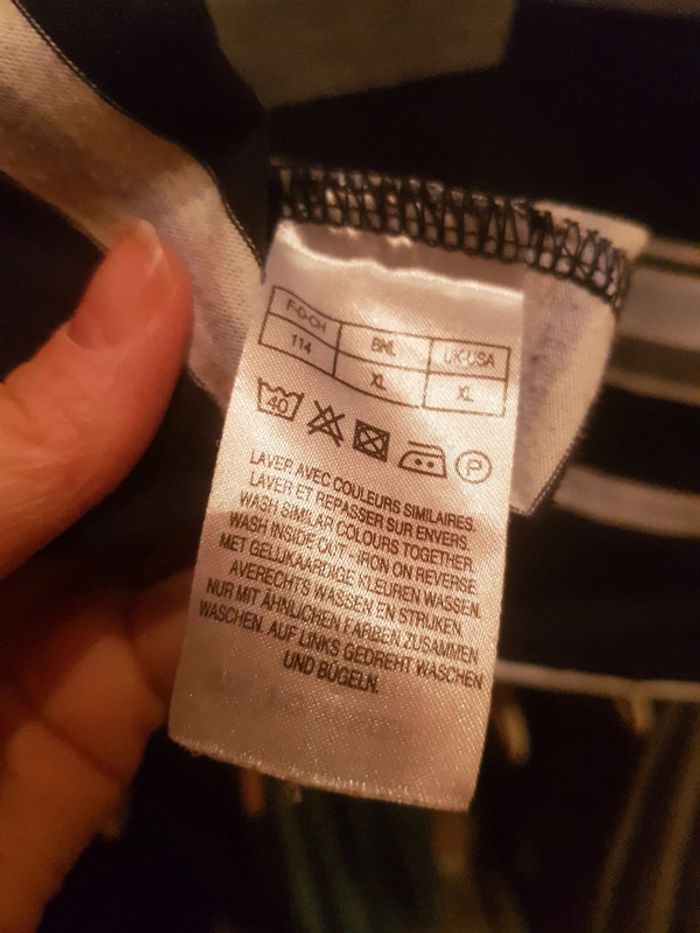 F-D-CH BNL UK-USA
114 XL XL
40 P
LAVER AVEC COULEURS SIMILAIRES.
LAVER ET REPASSER SUR ENVERS.
WASH SIMILAR COLOURS TOGETHER.
WASH INSIDE OUT - IRON ON REVERSE.
MET GELIJKAARDIGE KLEUREN WASSEN.
AVERECHTS WASSEN EN STRIJKEN.
NUR MIT ÄHNLICHEN FARBEN ZUSAMMEN
WASCHEN. AUF LINKS GEDREHT WASCHEN
UND BÜGELN.